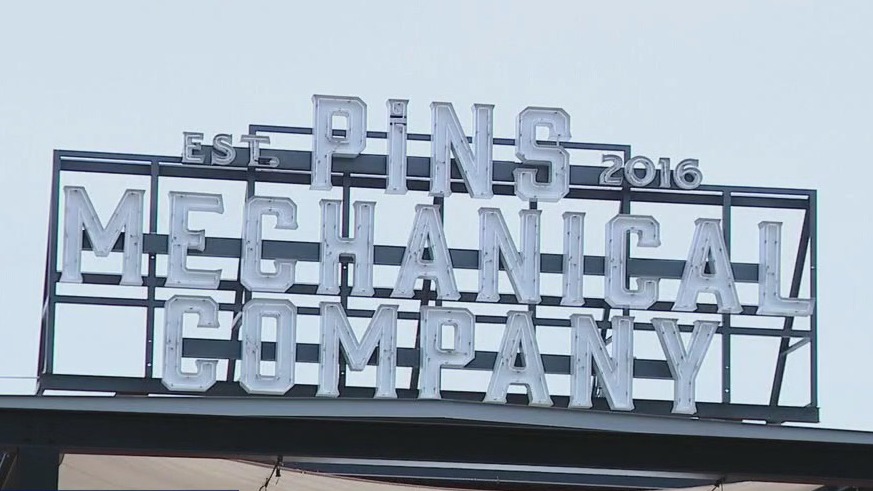 EST. PiNS 2016
MECHANICAL
COMPANY